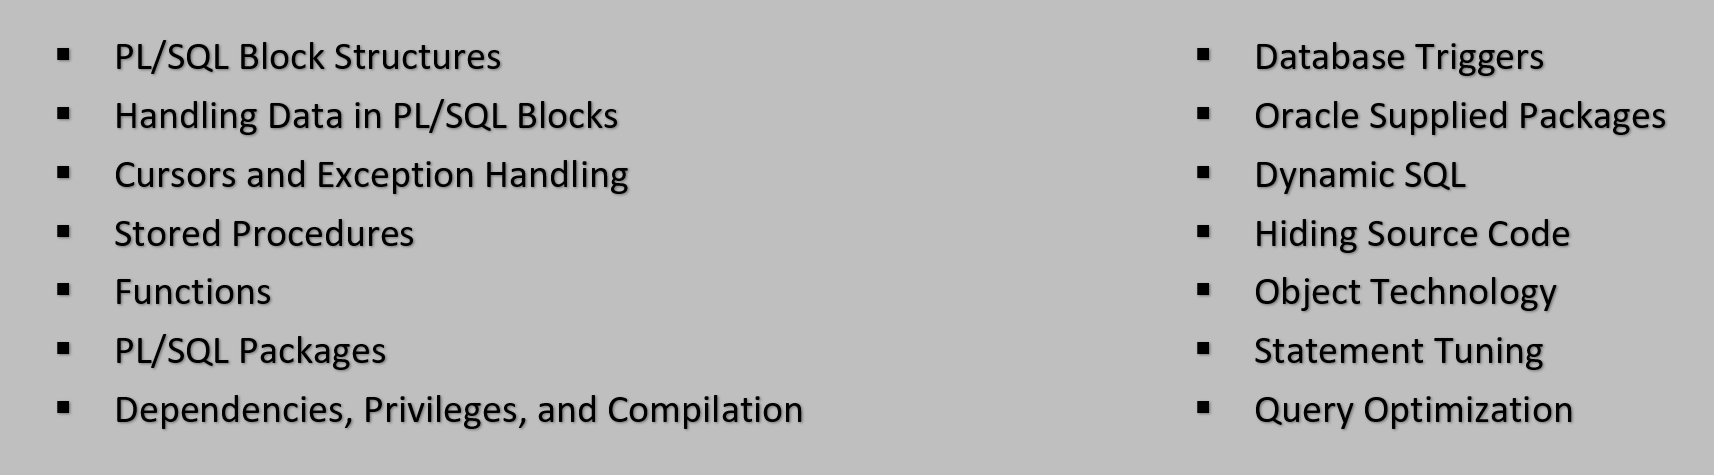 ▪ PL/SQL Block Structures
▪ Handling Data in PL/SQL Blocks
▪ Cursors and Exception Handling
▪ Stored Procedures
▪ Functions
▪ PL/SQL Packages
▪ Dependencies, Privileges, and Compilation
▪ Database Triggers
▪ Oracle Supplied Packages
▪ Dynamic SQL
▪ Hiding Source Code
▪ Object Technology
▪ Statement Tuning
▪ Query Optimization